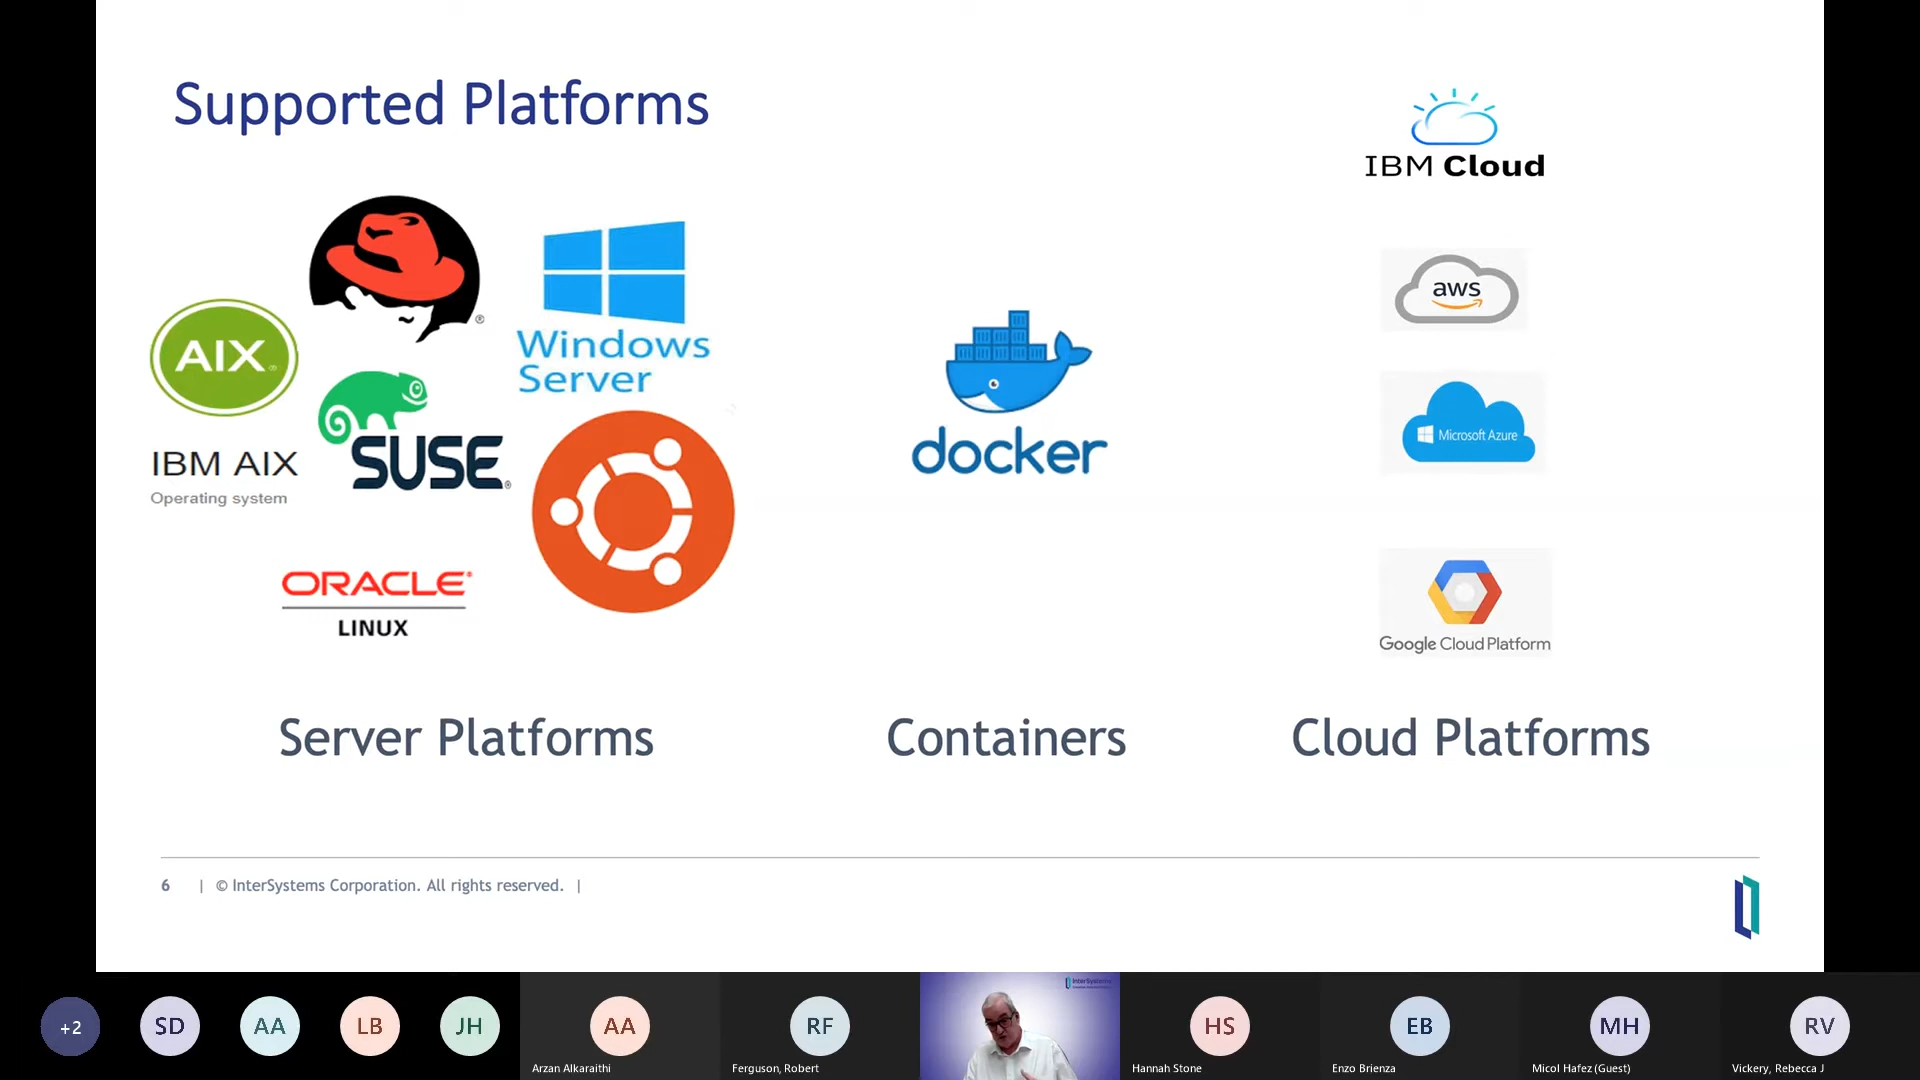 Supported Platforms
IBM Cloud
AIX
IBM AIX
Operating system
SUSE
Windows
Server
ORACLE
LINUX
docker
aws
Microsoft Azure
Google Cloud Platform
Server Platforms
Containers
Cloud Platforms
6 | © InterSystems Corporation. All rights reserved. |
+2
SD
AA
LB
JH
AA
Arzan Alkaraithi
RF
Ferguson, Robert
InterSystems
HS
Hannah Stone
EB
Enzo Brienza
MH
Micol Hafez (Guest)
RV
Vickery, Rebecca J